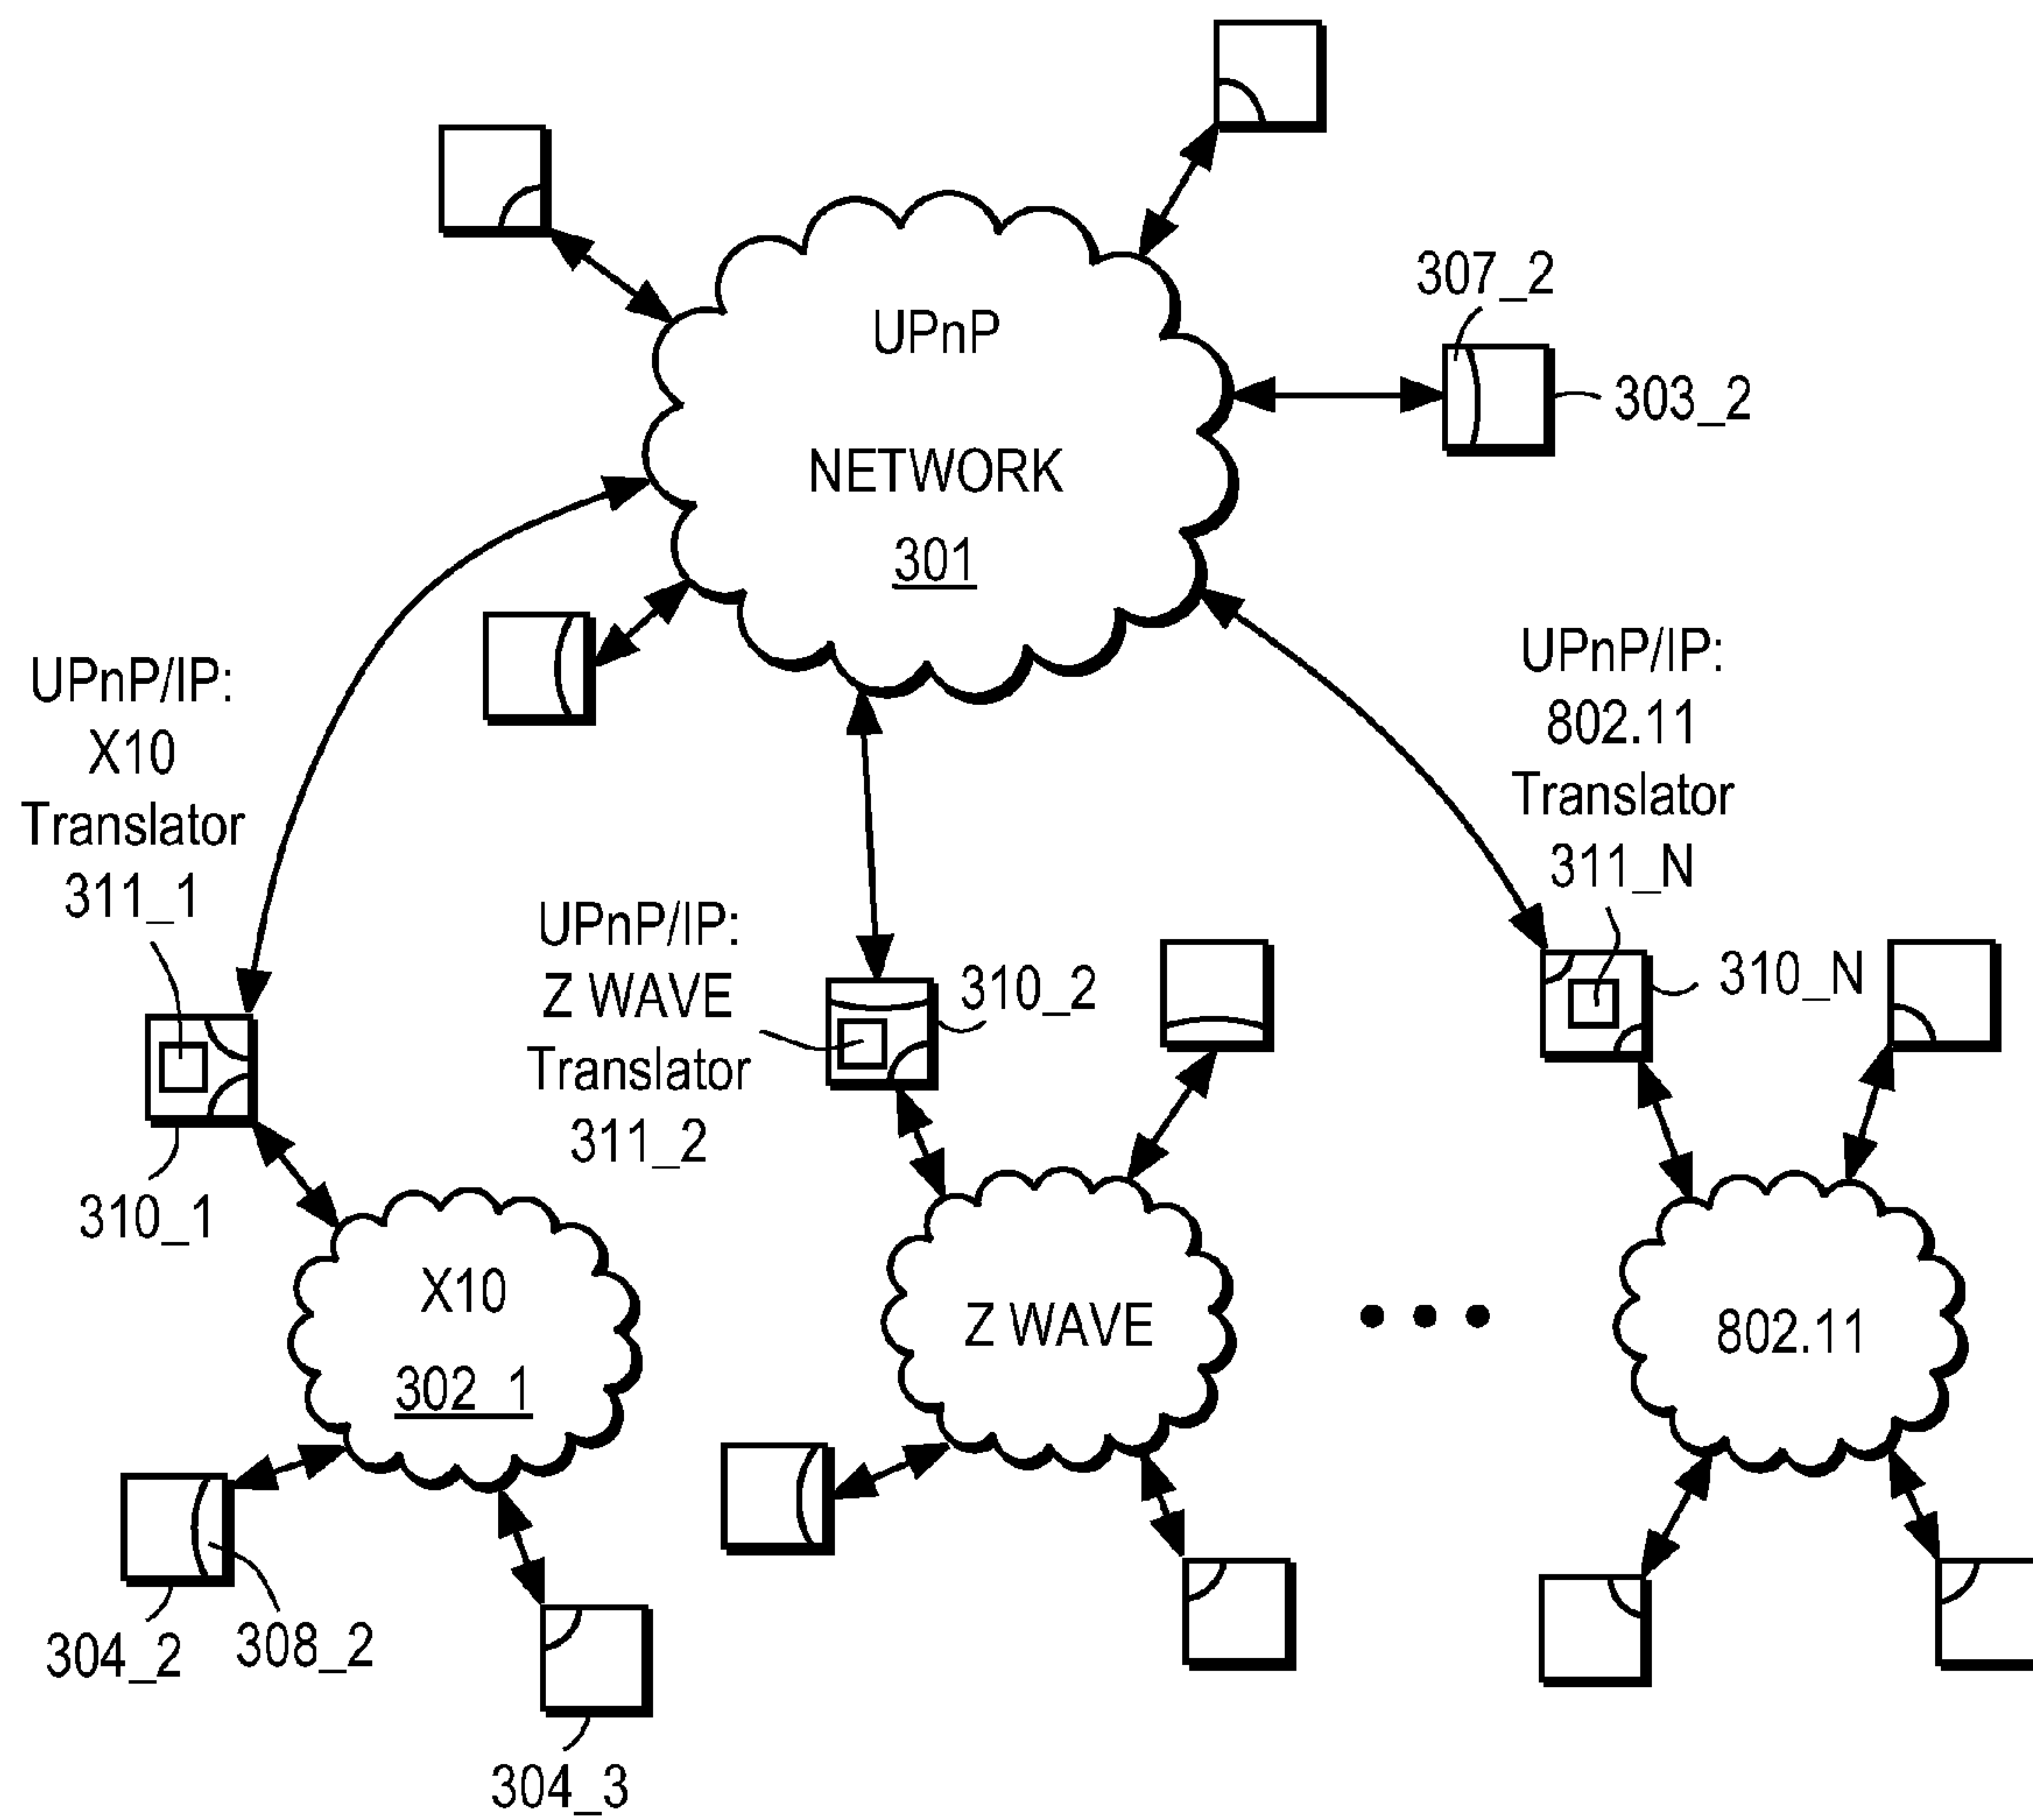 307_2
UPnP
303_2
NETWORK
301
UPnP/IP:
X10
Translator
311_1
UPnP/IP:
802.11
Translator
311_N
UPnP/IP:
Z WAVE
Translator
311_2
310_2
310_N
310_1
X10
302_1
Z WAVE
802.11
304_2
308_2
304_3